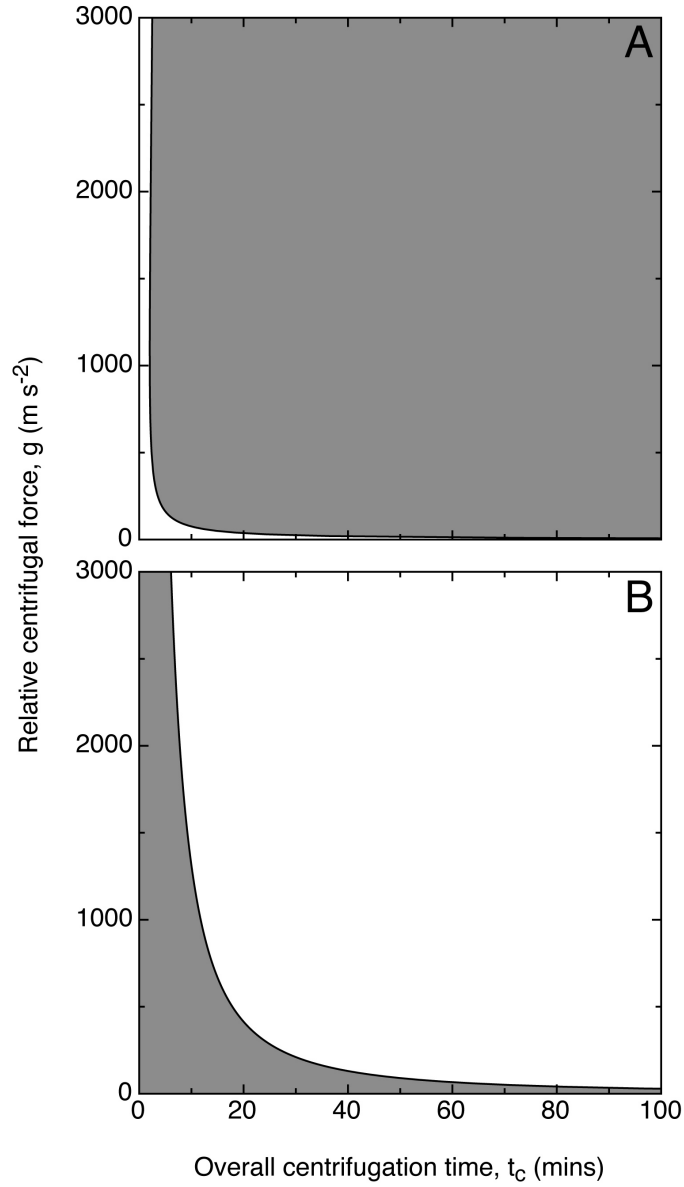 3000
A
2000
1000
0
Relative centrifugal force, g (m s-2)
3000
B
2000
1000
0
0 20 40 60 80 100
Overall centrifugation time, tc (mins)